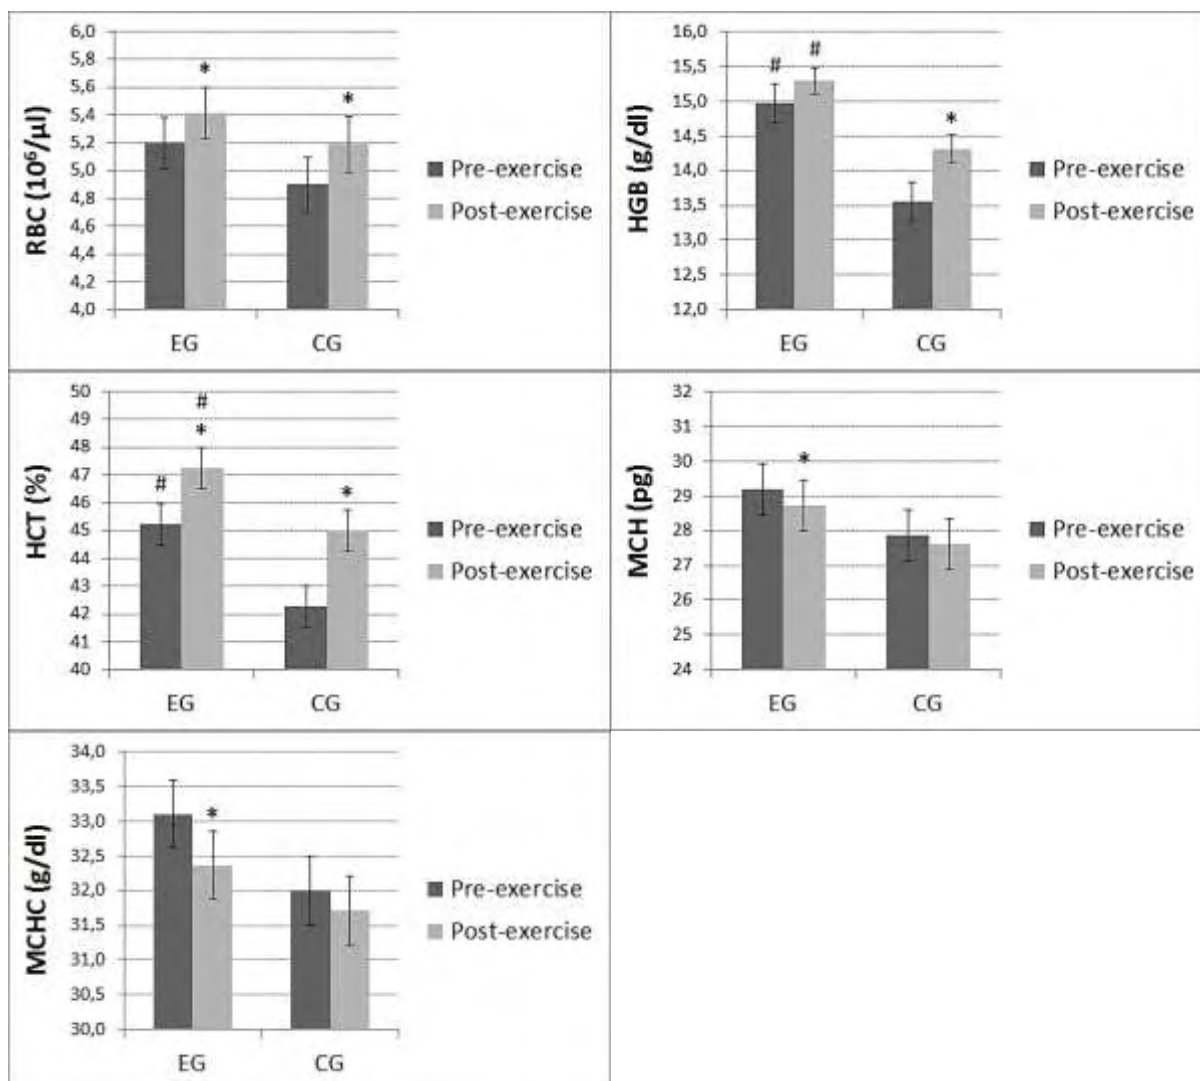 RBC (10⁶/µl)
6,0
5,8
5,6
5,4
5,2
5,0
4,8
4,6
4,4
4,2
4,0
*
*
EG
CG
Pre-exercise
Post-exercise
HGB (g/dl)
16,0
15,5
15,0
14,5
14,0
13,5
13,0
12,5
12,0
#
#
*
EG
CG
Pre-exercise
Post-exercise
HCT (%)
50
49
48
47
46
45
44
43
42
41
40
#
#
*
*
EG
CG
Pre-exercise
Post-exercise
MCH (pg)
32
31
30
29
28
27
26
25
24
*
EG
CG
Pre-exercise
Post-exercise
MCHC (g/dl)
34,0
33,5
33,0
32,5
32,0
31,5
31,0
30,5
30,0
*
EG
CG
Pre-exercise
Post-exercise